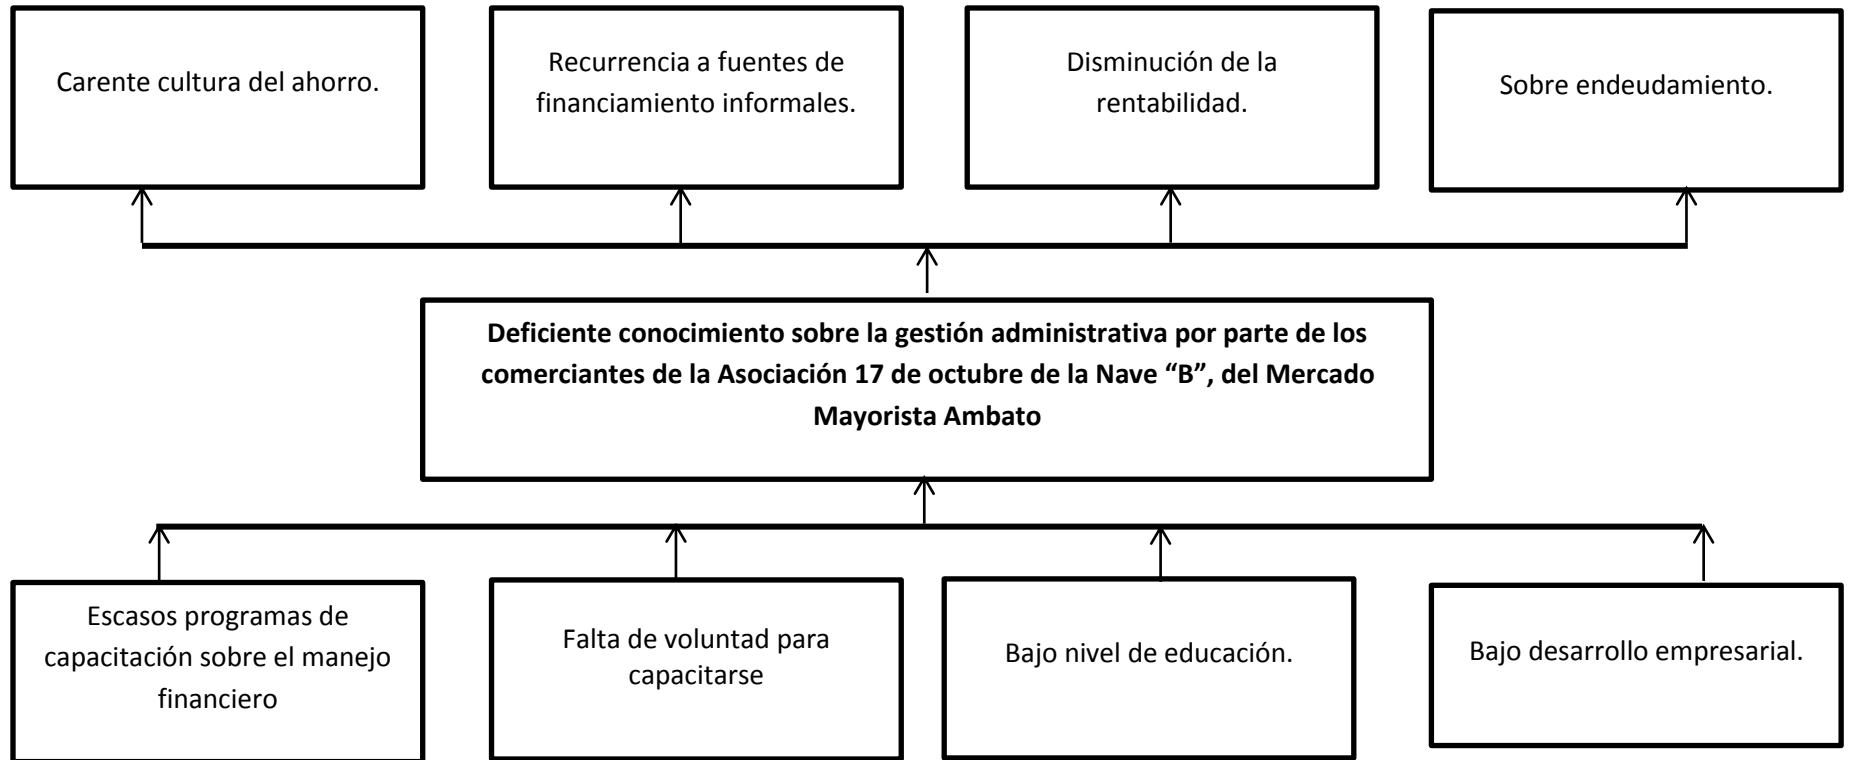 Carente cultura del ahorro.
Recurrencia a fuentes de
financiamiento informales.
Disminución de la
rentabilidad.
Sobre endeudamiento.
Deficiente conocimiento sobre la gestión administrativa por parte de los
comerciantes de la Asociación 17 de octubre de la Nave “B”, del Mercado
Mayorista Ambato
Escasos programas de
capacitación sobre el manejo
financiero
Falta de voluntad para
capacitarse
Bajo nivel de educación.
Bajo desarrollo empresarial.